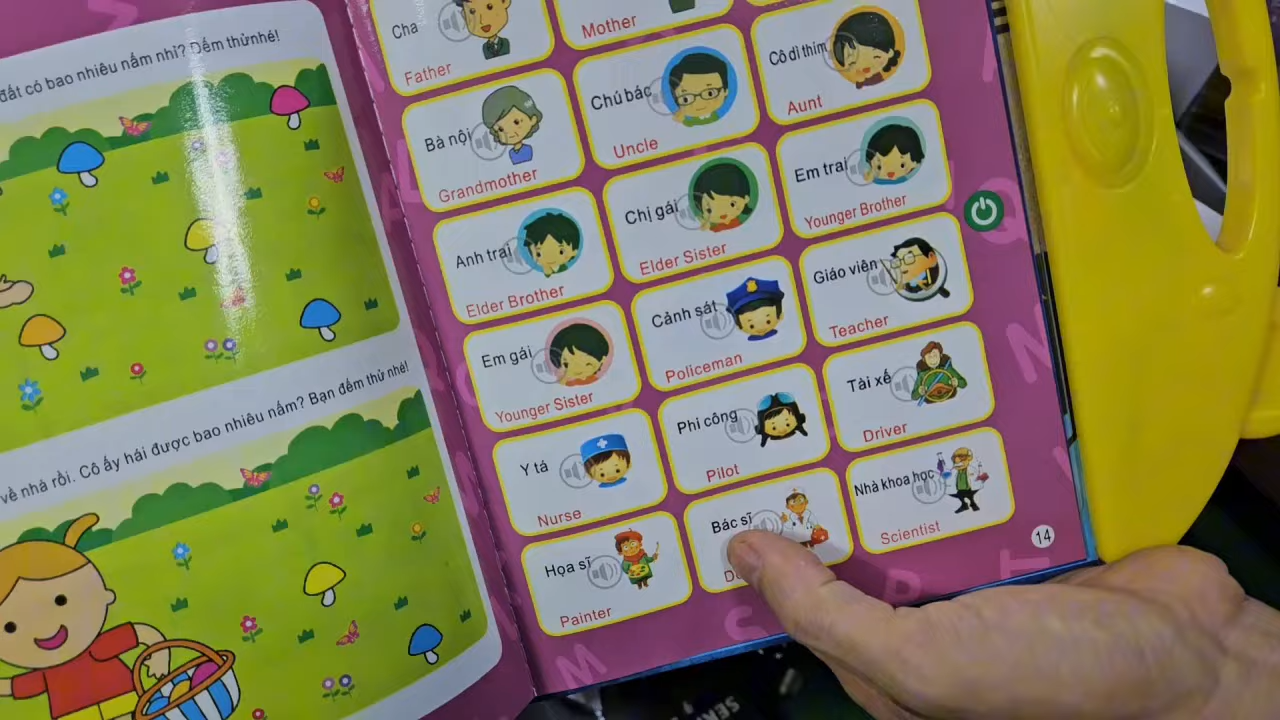 đất có bao nhiêu nấm nhỉ? Đếm thửnhé!
về nhà rồi. Cô ấy hái được bao nhiêu nấm? Bạn đếm thử nhé!
Cha
Father
Mother
Bà nội
Grandmother
Chú bác
Uncle
Cô dì thím
Aunt
Anh trai
Elder Brother
Chị gái
Elder Sister
Em trai
Younger Brother
Em gái
Younger Sister
Cảnh sát
Policeman
Giáo viên
Teacher
Y tá
Nurse
Phi công
Pilot
Tài xế
Driver
Họa sĩ
Painter
Bác sĩ
Nhà khoa học
Scientist
14